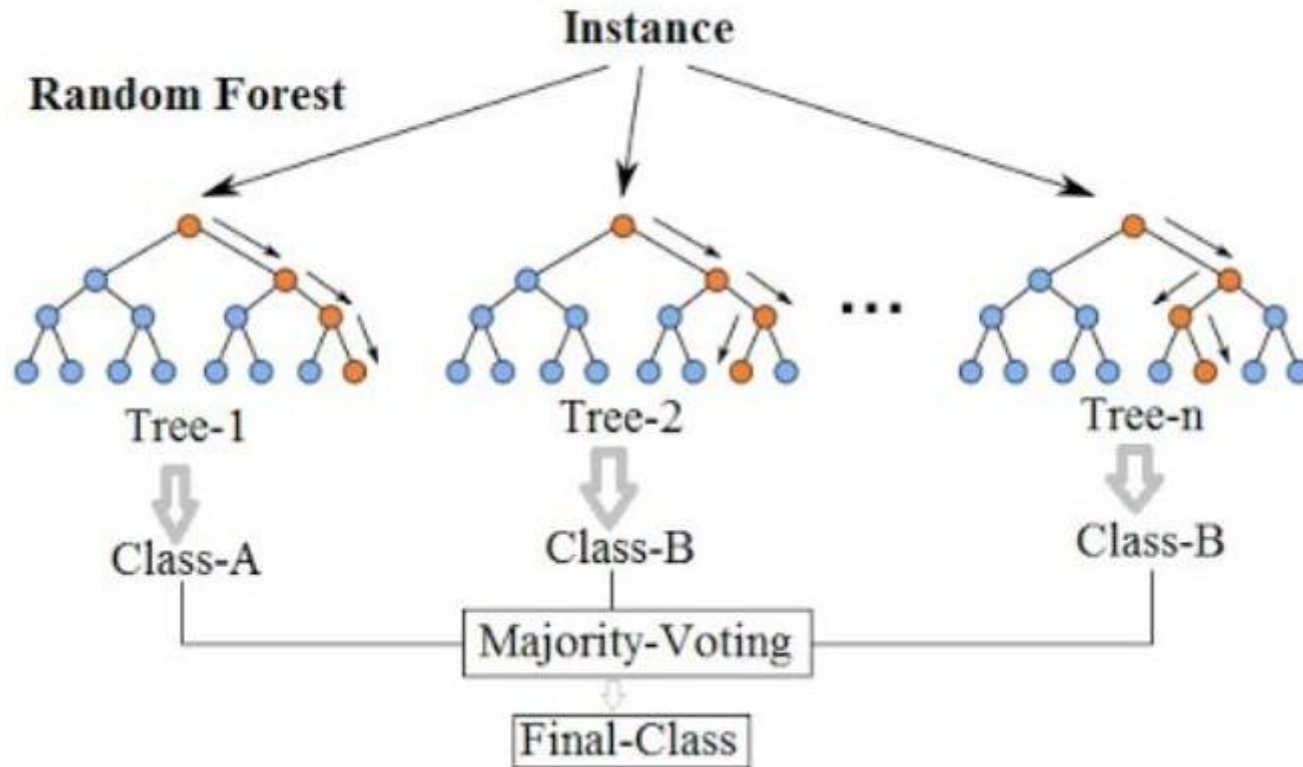 Instance
Random Forest
...
Tree-1
Tree-2
Tree-n
Class-A
Class-B
Class-B
Majority-Voting
Final-Class